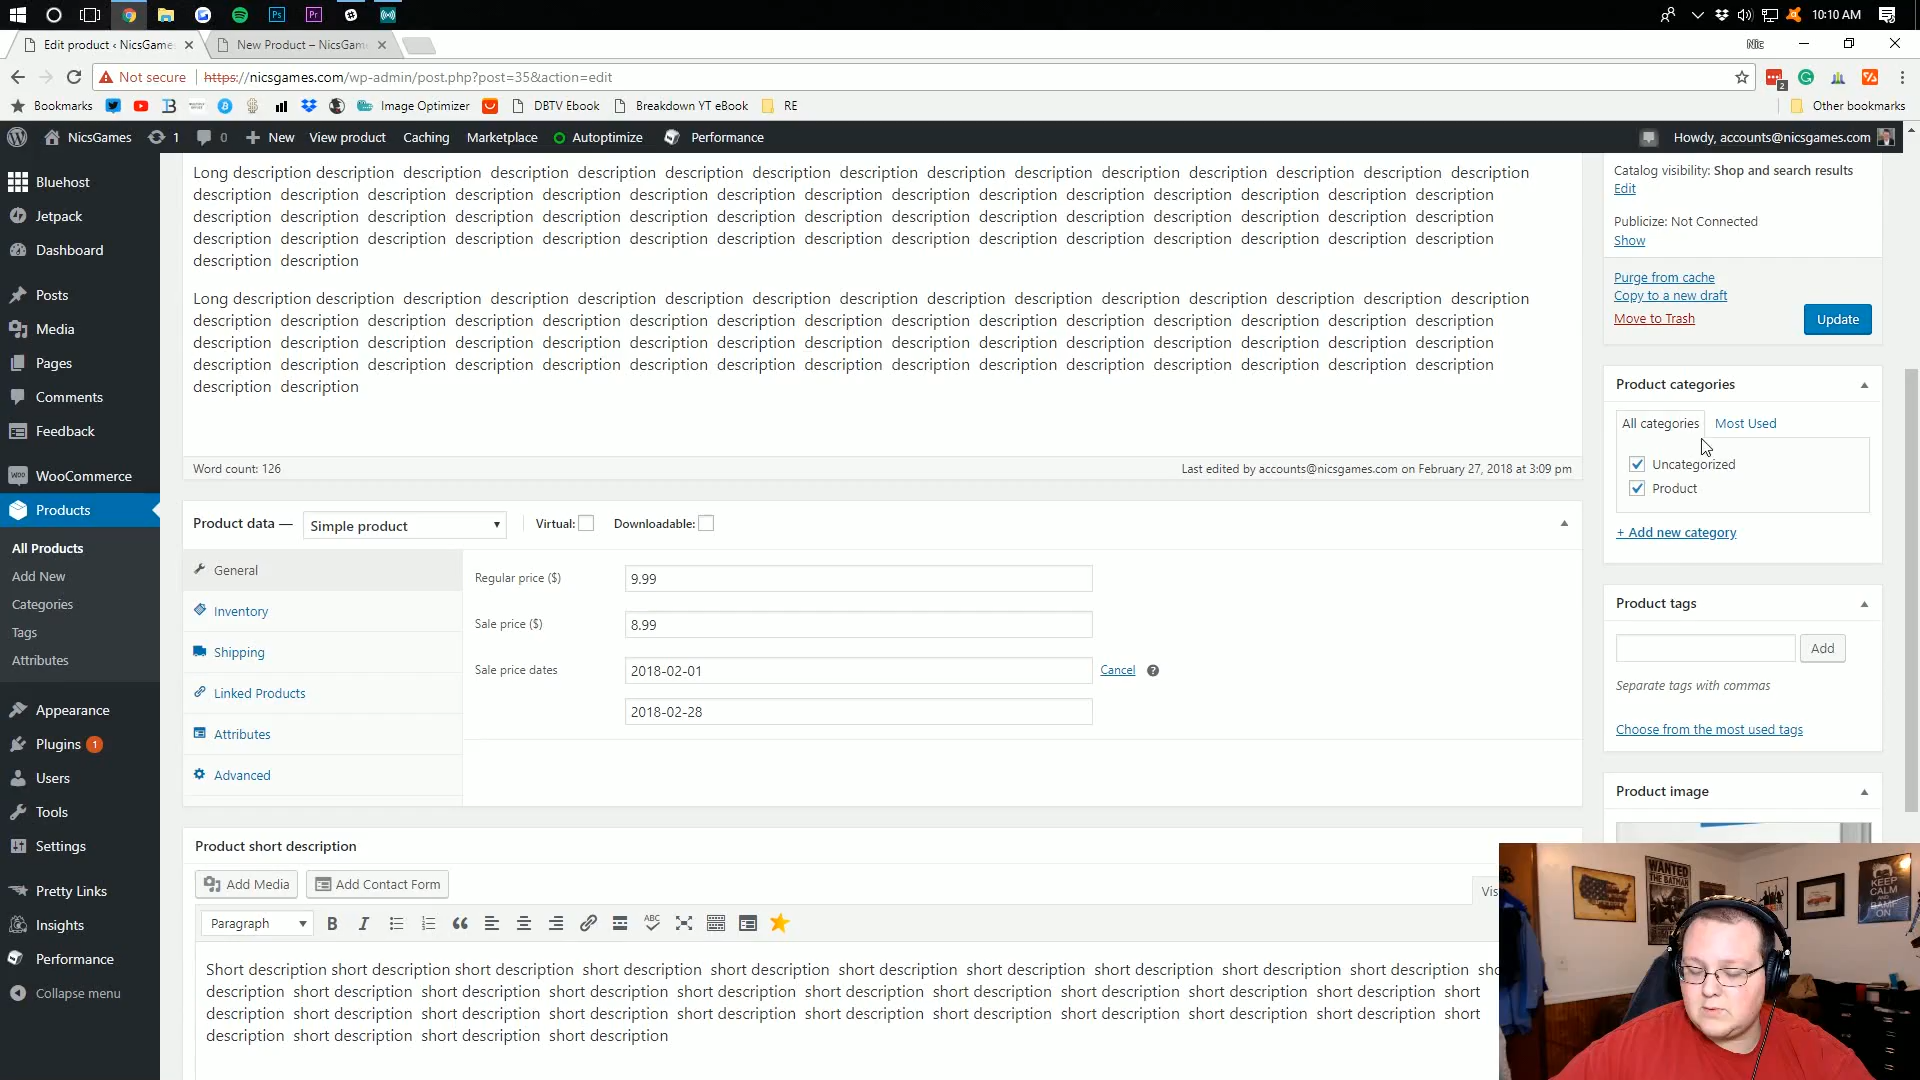 10:10 AM
Edit product ‹ NicsGame
New Product – NicsGam
Nic
Not secure https://nicsgames.com/wp-admin/post.php?post=35&action=edit
2
Bookmarks Image Optimizer DBTV Ebook Breakdown YT eBook RE Other bookmarks
NicsGames 1 0 New View product Caching Marketplace Autoptimize Performance Howdy, accounts@nicsgames.com
Bluehost
Jetpack
Dashboard
Posts
Media
Pages
Comments
Feedback
WooCommerce
Products
All Products
Add New
Categories
Tags
Attributes
Appearance
Plugins 1
Users
Tools
Settings
Pretty Links
Insights
Performance
Collapse menu
Long description description description description description description description description description description description description description description description
description description description description description description description description description description description description description description description
description description description description description description description description description description description description description description description
description description description description description description description description description description description description description description description
description description
Long description description description description description description description description description description description description description description description
description description description description description description description description description description description description description description description
description description description description description description description description description description description description description description description
description description description description description description description description description description description description description description description
description description
Word count: 126
Last edited by accounts@nicsgames.com on February 27, 2018 at 3:09 pm
Product data — Simple product Virtual: Downloadable:
General
Inventory
Shipping
Linked Products
Attributes
Advanced
Regular price ($) 9.99
Sale price ($) 8.99
Sale price dates 2018-02-01 Cancel
2018-02-28
Product short description
Add Media Add Contact Form
Vis
Paragraph
Short description short description short description short description short description short description short description short description short description short description sho
description short description short description short description short description short description short description short description short description short
description short description short description short description short description short description short description short description short description short
description short description short description short description
Catalog visibility: Shop and search results
Edit
Publicize: Not Connected
Show
Purge from cache
Copy to a new draft
Move to Trash
Update
Product categories
All categories Most Used
Uncategorized
Product
+ Add new category
Product tags
Add
Separate tags with commas
Choose from the most used tags
Product image
WANTED
THE BATMAN
KEEP
CALM
AND